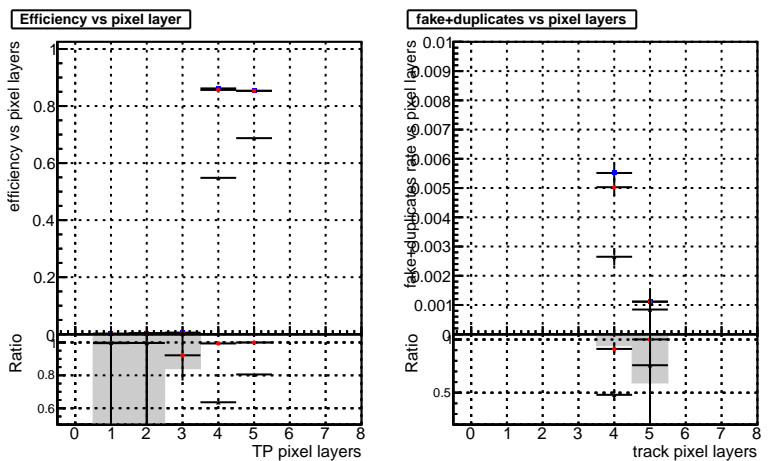 Efficiency vs pixel layer
efficiency vs pixel layers
1
0.8
0.6
0.4
0.2
0
Ratio
1
0.8
0.6
0 1 2 3 4 5 6 7 8
TP pixel layers
fake+duplicates vs pixel layers
fake+duplicates rate vs pixel layers
0.01
0.009
0.008
0.007
0.006
0.005
0.004
0.003
0.002
0.001
Ratio
0.5
0 1 2 3 4 5 6 7 8
track pixel layers